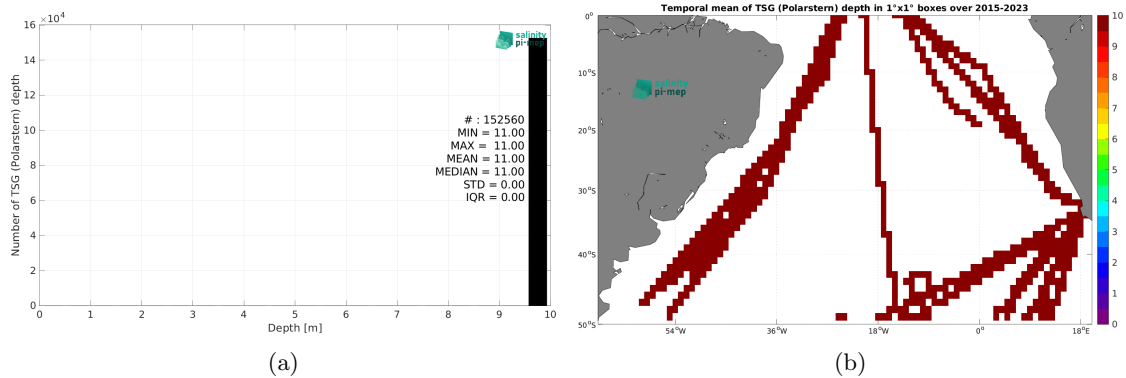 ×10⁴
16
14
12
10
8
6
4
2
0
Number of TSG (Polarstern) depth
salinity
pi-mep
# : 152560
MIN = 11.00
MAX = 11.00
MEAN = 11.00
MEDIAN = 11.00
STD = 0.00
IQR = 0.00
0 1 2 3 4 5 6 7 8 9 10
Depth [m]
(a)
Temporal mean of TSG (Polarstern) depth in 1°x1° boxes over 2015-2023
0°
10°S
20°S
30°S
40°S
50°S
salinity
pi-mep
54°W 36°W 18°W 0° 18°E
10
9
8
7
6
5
4
3
2
1
0
(b)